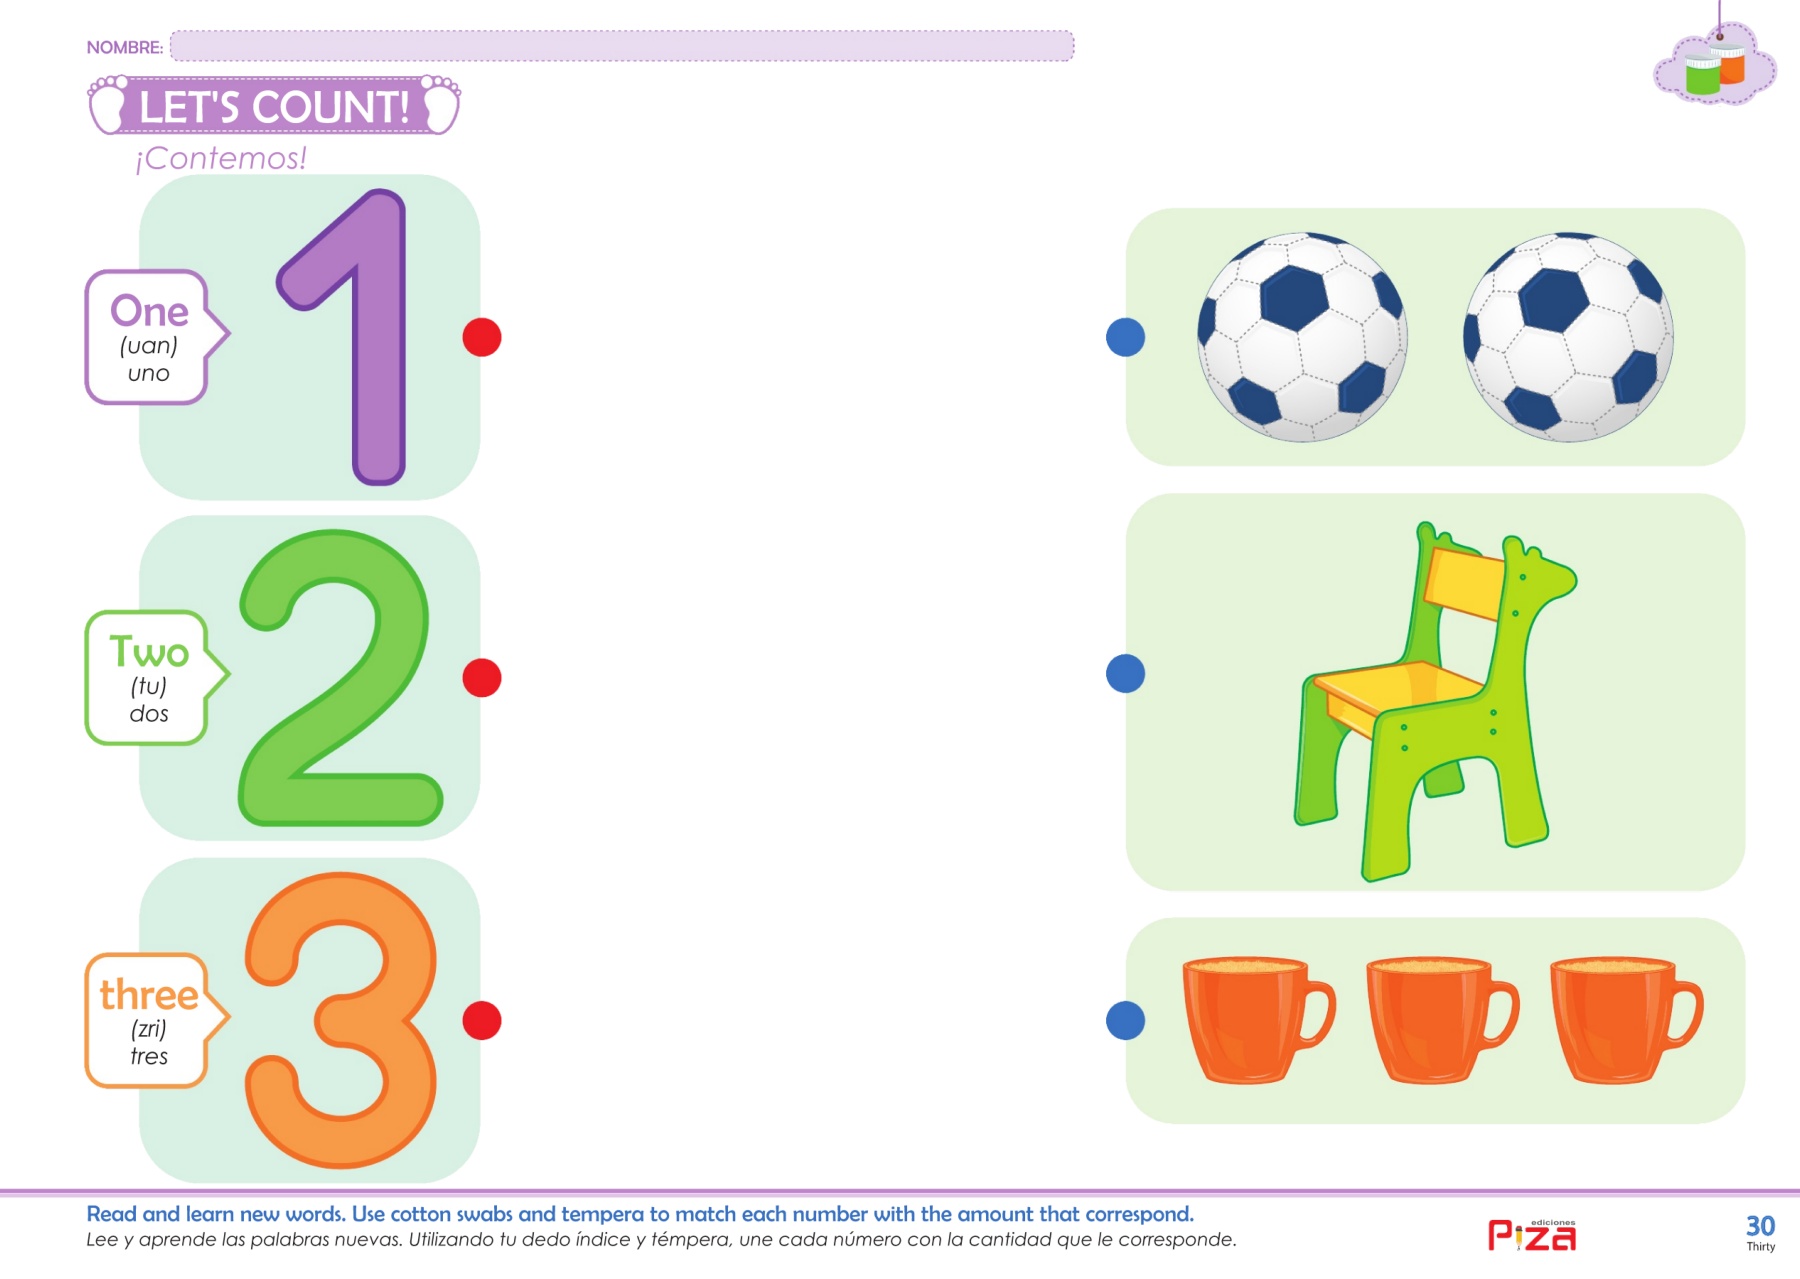 NOMBRE:
LET'S COUNT!
¡Contemos!
1
One
(uan)
uno
2
Two
(tu)
dos
3
three
(zri)
tres
Read and learn new words. Use cotton swabs and tempera to match each number with the amount that correspond.
Lee y aprende las palabras nuevas. Utilizando tu dedo índice y témpera, une cada número con la cantidad que le corresponde.
ediciones
Piza
30
Thirty